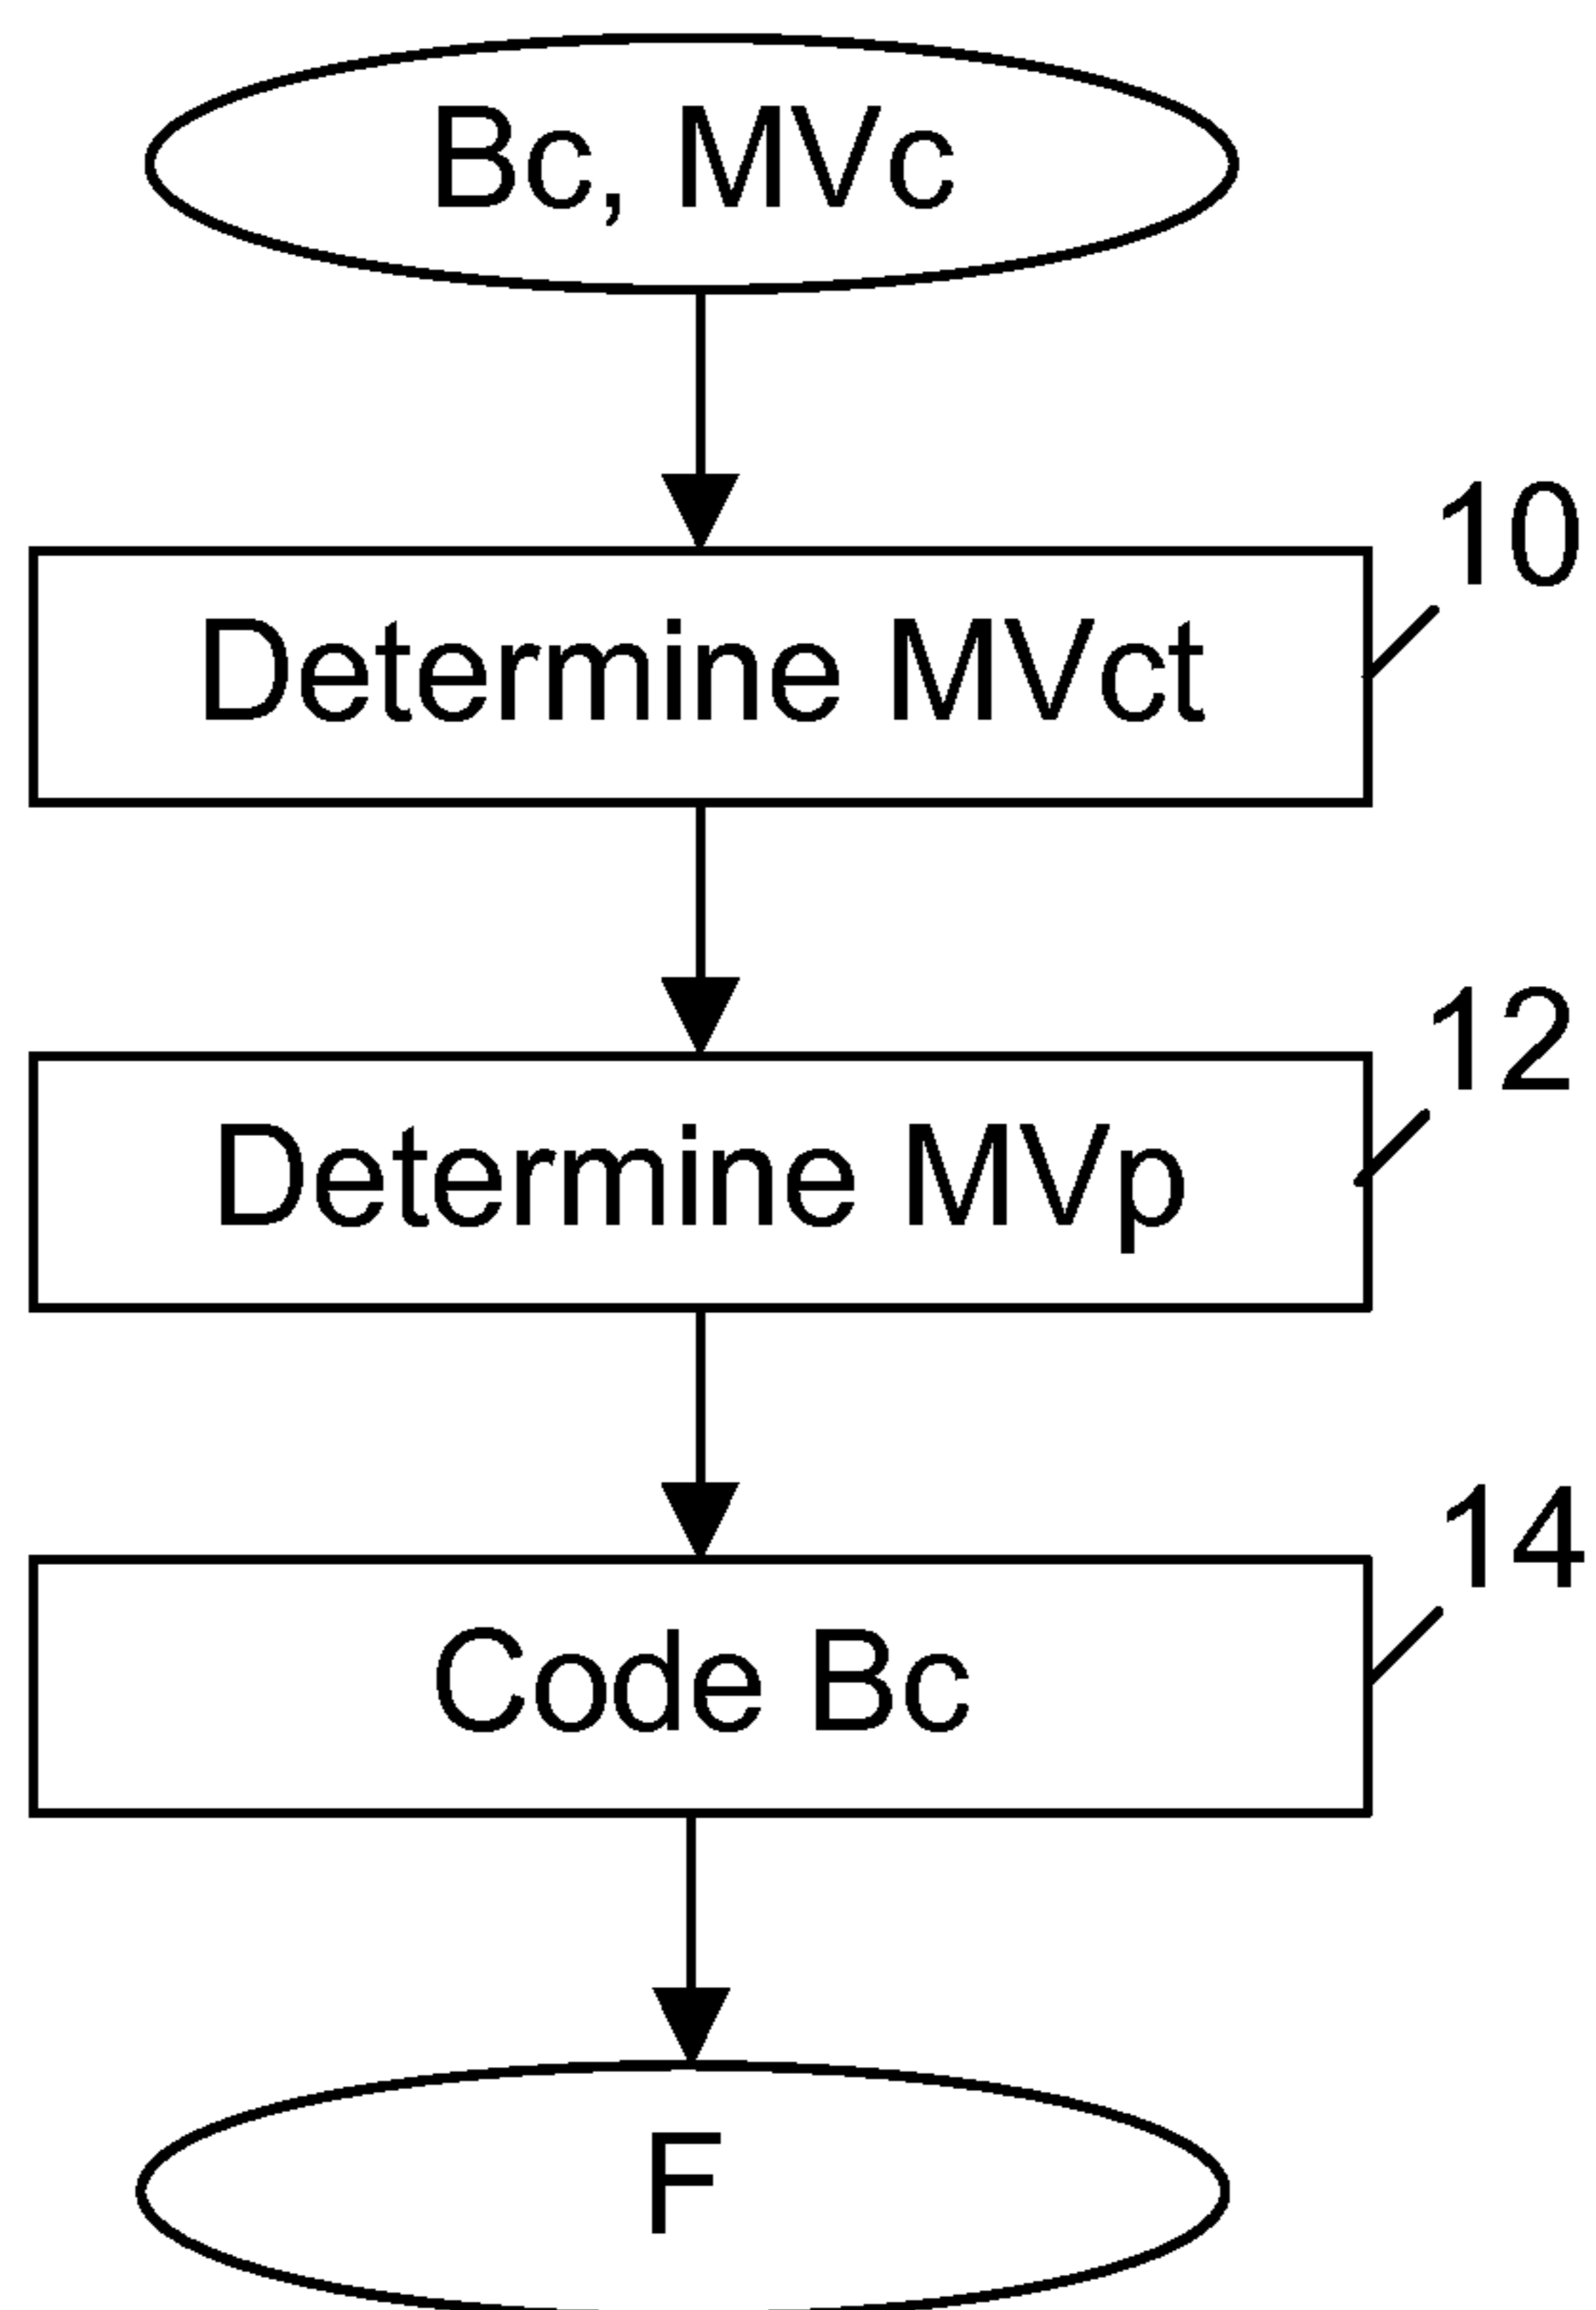 Bc, MVc
10
Determine MVct
12
Determine MVp
14
Code Bc
F